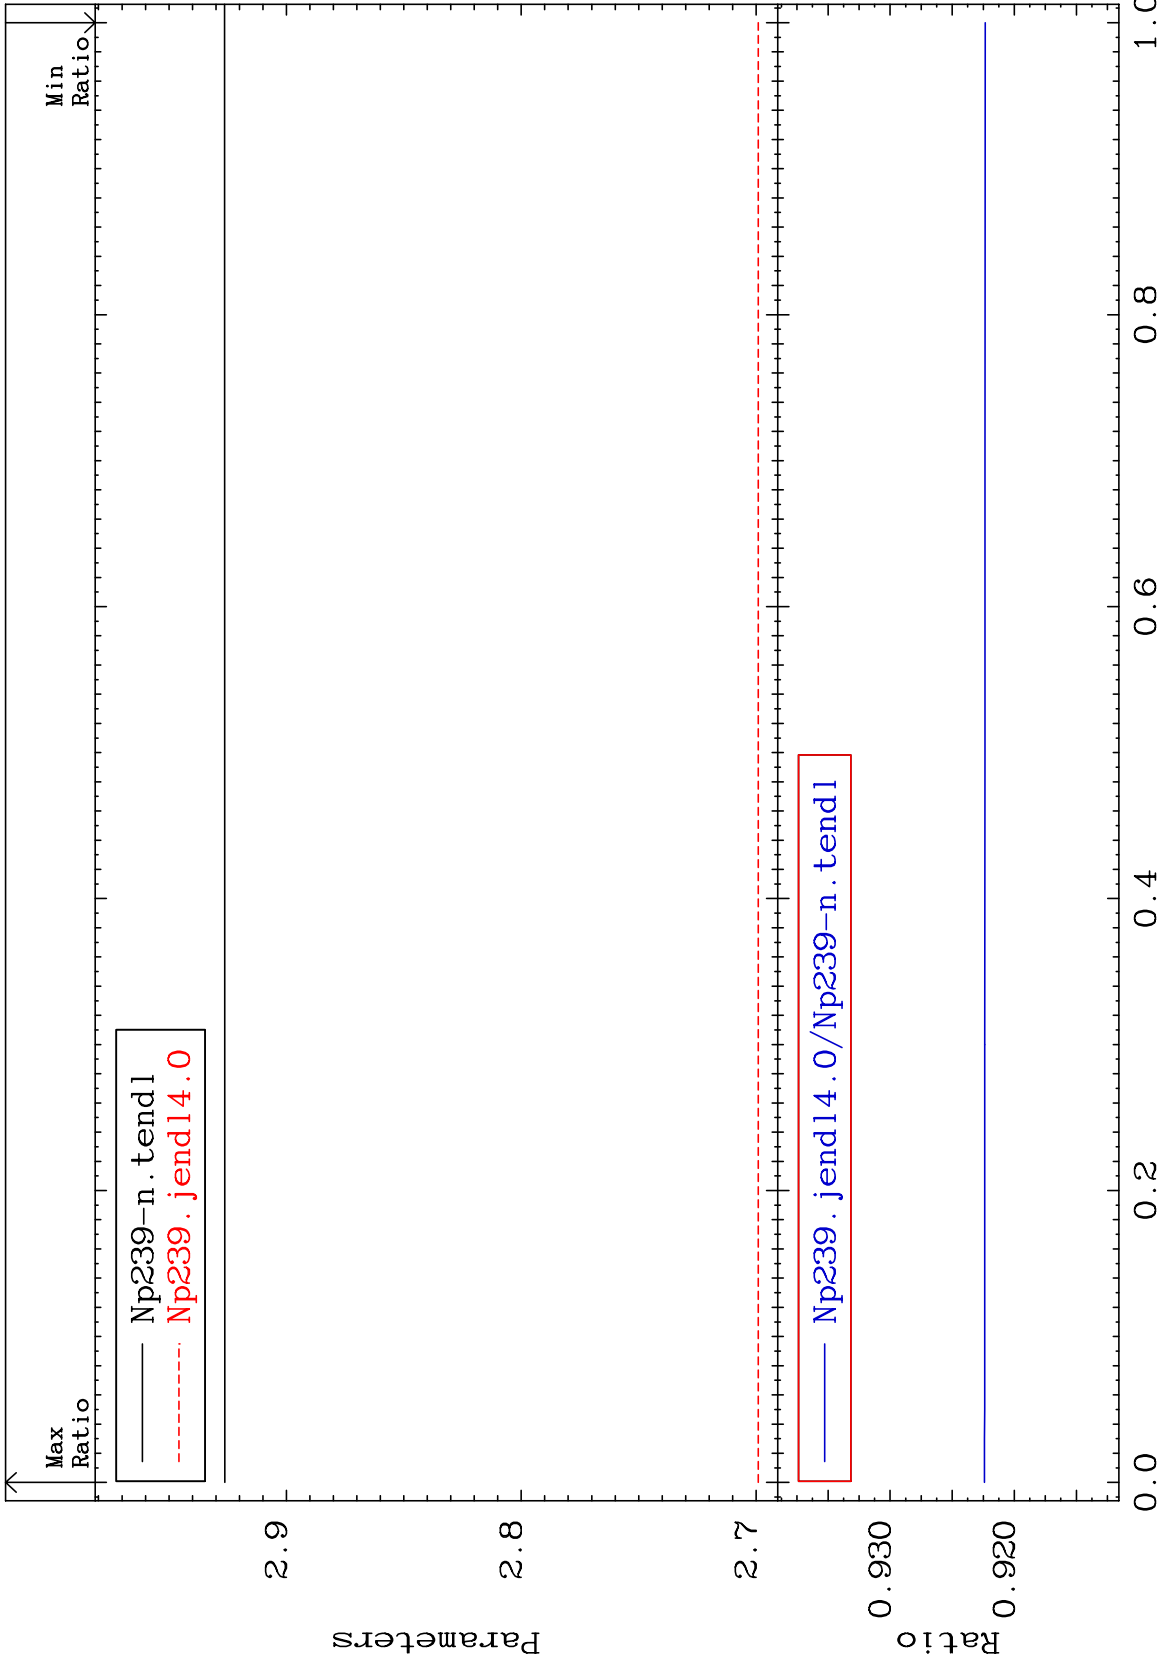 Max
Ratio
Min
Ratio
Np239-n.tendl
Np239.jendl4.0
2.9
2.8
2.7
Parameters
Np239.jendl4.0/Np239-n.tendl
0.930
0.920
Ratio
0.0 0.2 0.4 0.6 0.8 1.0